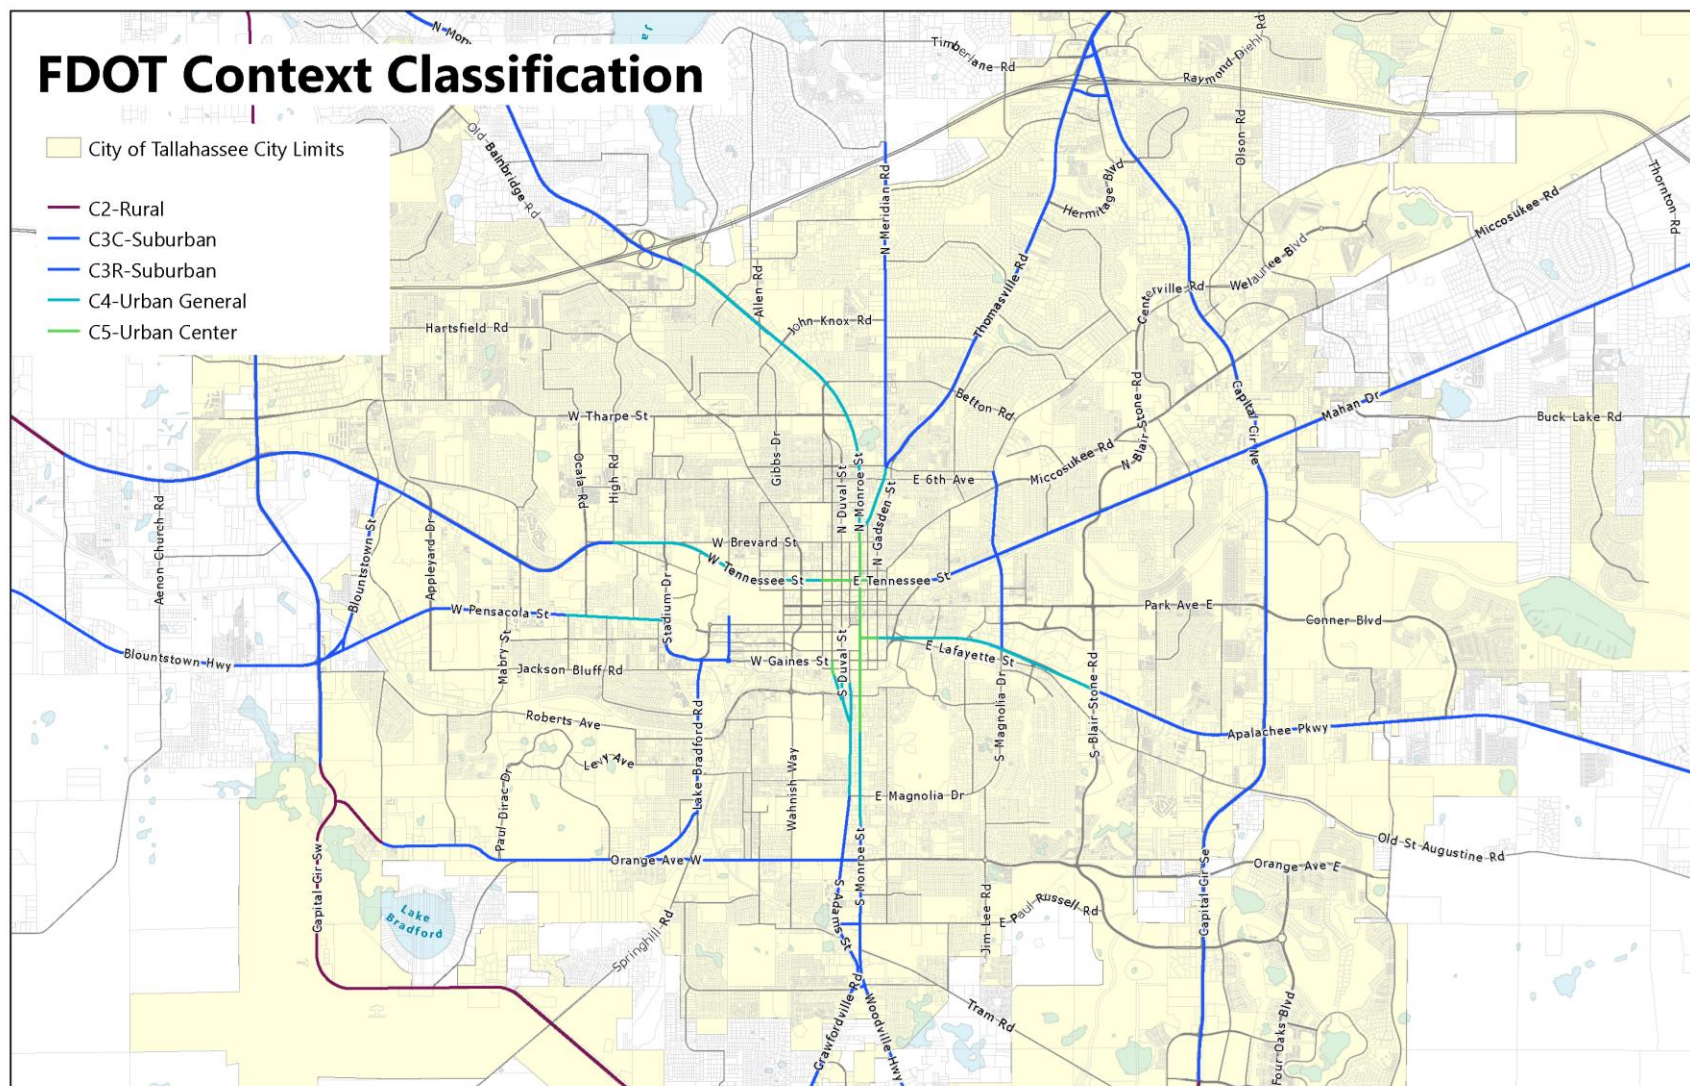 N Mon
FDOT Context Classification
City of Tallahassee City Limits
C2-Rural
C3C-Suburban
C3R-Suburban
C4-Urban General
C5-Urban Center
Timberlane Rd
Raymond Diehl Rd
Old Bainbridge Rd
Olson Rd
Thornton Rd
Hermitage Blvd
Miccosukee Rd
N Meridian Rd
Welaunee Blvd
Allen Rd
Thomasville Rd
Centerville Rd
Hartsfield Rd
John Knox Rd
Betton Rd
N Blair Stone Rd
Capital Cir Ne
Mahan Dr
Buck Lake Rd
W Tharpe St
Gibbs Dr
Ocala Rd
High Rd
N Duval St
N Monroe St
N Gadsden St
E 6th Ave
Miccosukee Rd
Aenon Church Rd
Blountstown St
Appleyard Dr
W Brevard St
W Tennessee St
E Tennessee St
W Pensacola St
Stadium Dr
Park Ave E
Conner Blvd
Blountstown Hwy
Mabry St
Jackson Bluff Rd
W Gaines St
S Duval St
E Lafayette St
S Magnolia Dr
S Blair Stone Rd
Roberts Ave
Levy Ave
Lake Bradford Rd
Apalachee Pkwy
Paul Dirac Dr
Wahnish Way
E Magnolia Dr
Capital Cir Sw
Orange Ave W
S Monroe St
S Adams St
Old St Augustine Rd
Orange Ave E
Capital Cir Se
Lake
Bradford
Springhill Rd
Jim Lee Rd
E Paul Russell Rd
Crawfordville Rd
Woodville Hwy
Tram Rd
Four Oaks Blvd